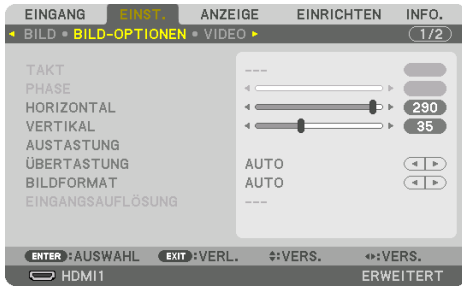 EINGANG EINST. ANZEIGE EINRICHTEN INFO.
◂ BILD • BILD-OPTIONEN • VIDEO ▸ 1/2
TAKT ---
PHASE
HORIZONTAL 290
VERTIKAL 35
AUSTASTUNG
ÜBERTASTUNG AUTO
BILDFORMAT AUTO
EINGANGSAUFLÖSUNG ---
ENTER :AUSWAHL EXIT :VERL. :VERS. :VERS.
HDMI1 ERWEITERT